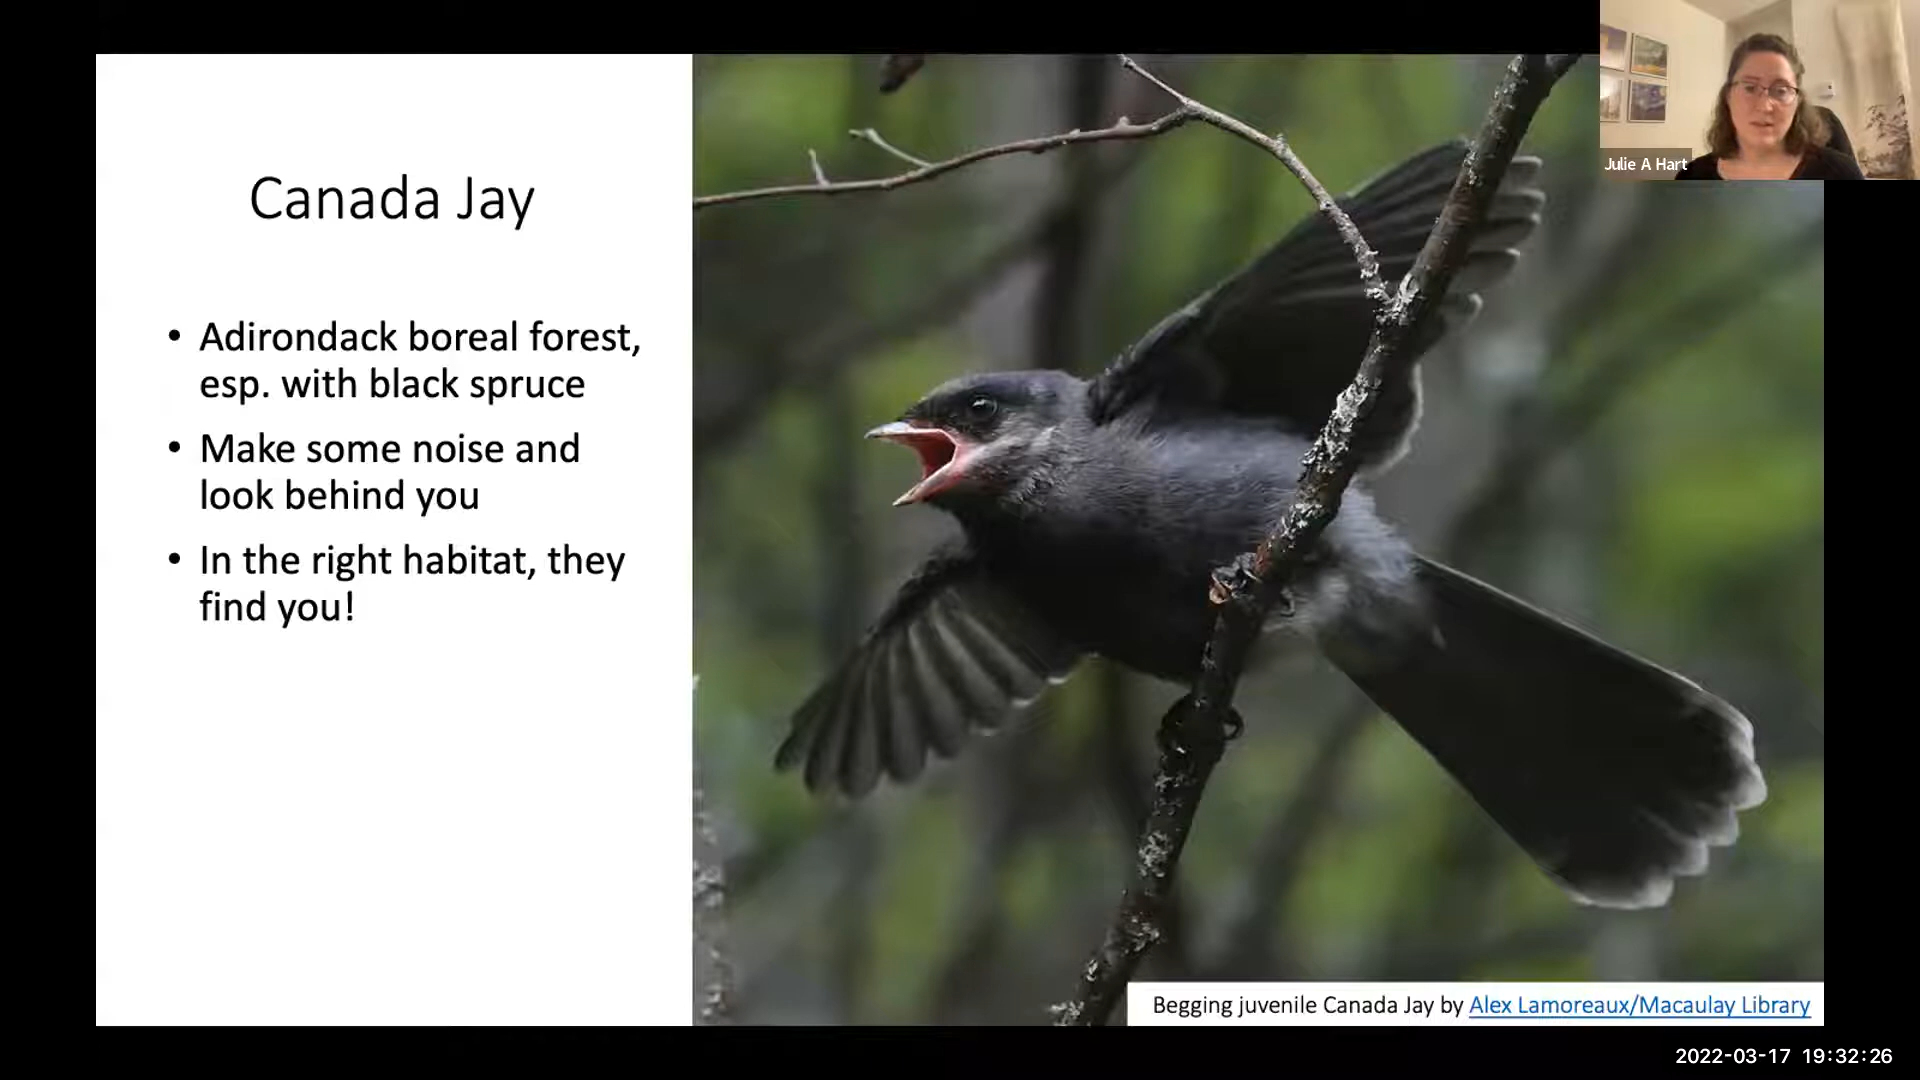 Canada Jay
• Adirondack boreal forest,
esp. with black spruce
• Make some noise and
look behind you
• In the right habitat, they
find you!
Julie A Hart
Begging juvenile Canada Jay by Alex Lamoreaux/Macaulay Library
2022-03-17 19:32:26